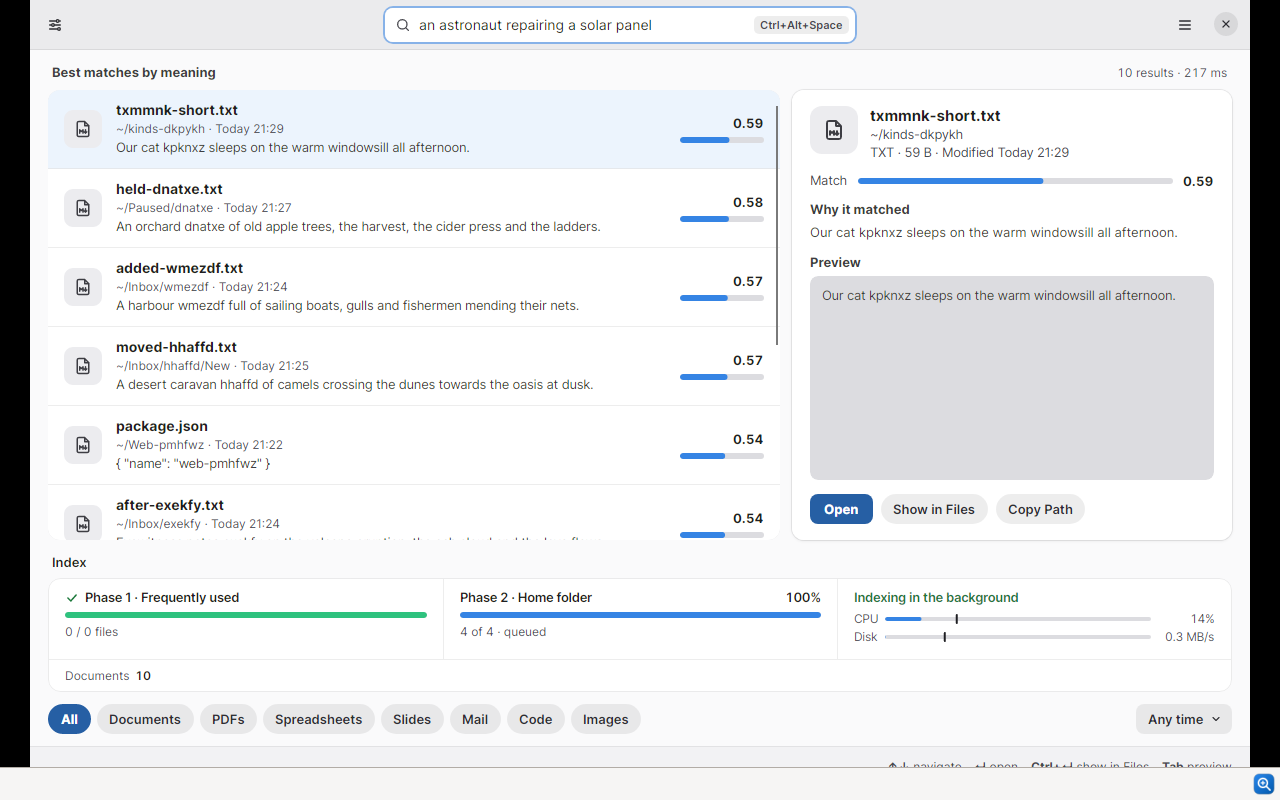 an astronaut repairing a solar panel
Ctrl+Alt+Space
Best matches by meaning
10 results · 217 ms
txmmnk-short.txt
~/kinds-dkpykh · Today 21:29
Our cat kpknxz sleeps on the warm windowsill all afternoon.
0.59
held-dnatxe.txt
~/Paused/dnatxe · Today 21:27
An orchard dnatxe of old apple trees, the harvest, the cider press and the ladders.
0.58
added-wmezdf.txt
~/Inbox/wmezdf · Today 21:24
A harbour wmezdf full of sailing boats, gulls and fishermen mending their nets.
0.57
moved-hhaffd.txt
~/Inbox/hhaffd/New · Today 21:25
A desert caravan hhaffd of camels crossing the dunes towards the oasis at dusk.
0.57
package.json
~/Web-pmhfwz · Today 21:22
{ "name": "web-pmhfwz" }
0.54
after-exekfy.txt
~/Inbox/exekfy · Today 21:24
0.54
txmmnk-short.txt
~/kinds-dkpykh
TXT · 59 B · Modified Today 21:29
Match 0.59
Why it matched
Our cat kpknxz sleeps on the warm windowsill all afternoon.
Preview
Our cat kpknxz sleeps on the warm windowsill all afternoon.
Open Show in Files Copy Path
Index
Phase 1 · Frequently used
0 / 0 files
Phase 2 · Home folder 100%
4 of 4 · queued
Indexing in the background
CPU 14%
Disk 0.3 MB/s
Documents 10
All Documents PDFs Spreadsheets Slides Mail Code Images Any time
navigate open Ctrl+ show in Files Tab preview